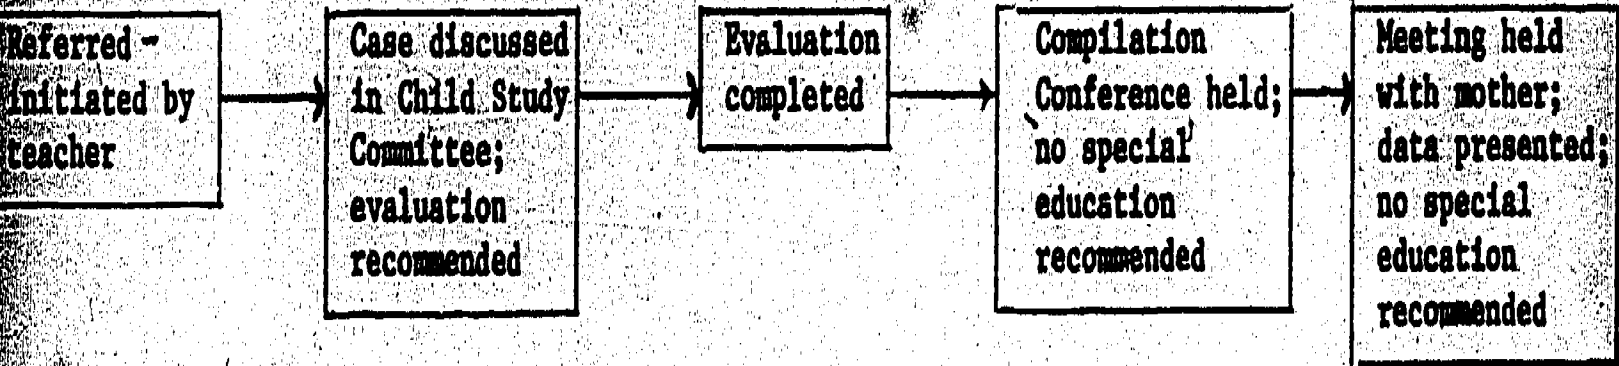 Referred -
initiated by
teacher
Case discussed
in Child Study
Committee;
evaluation
recommended
Evaluation
completed
Compilation
Conference held;
no special
education
recommended
Meeting held
with mother;
data presented;
no special
education
recommended